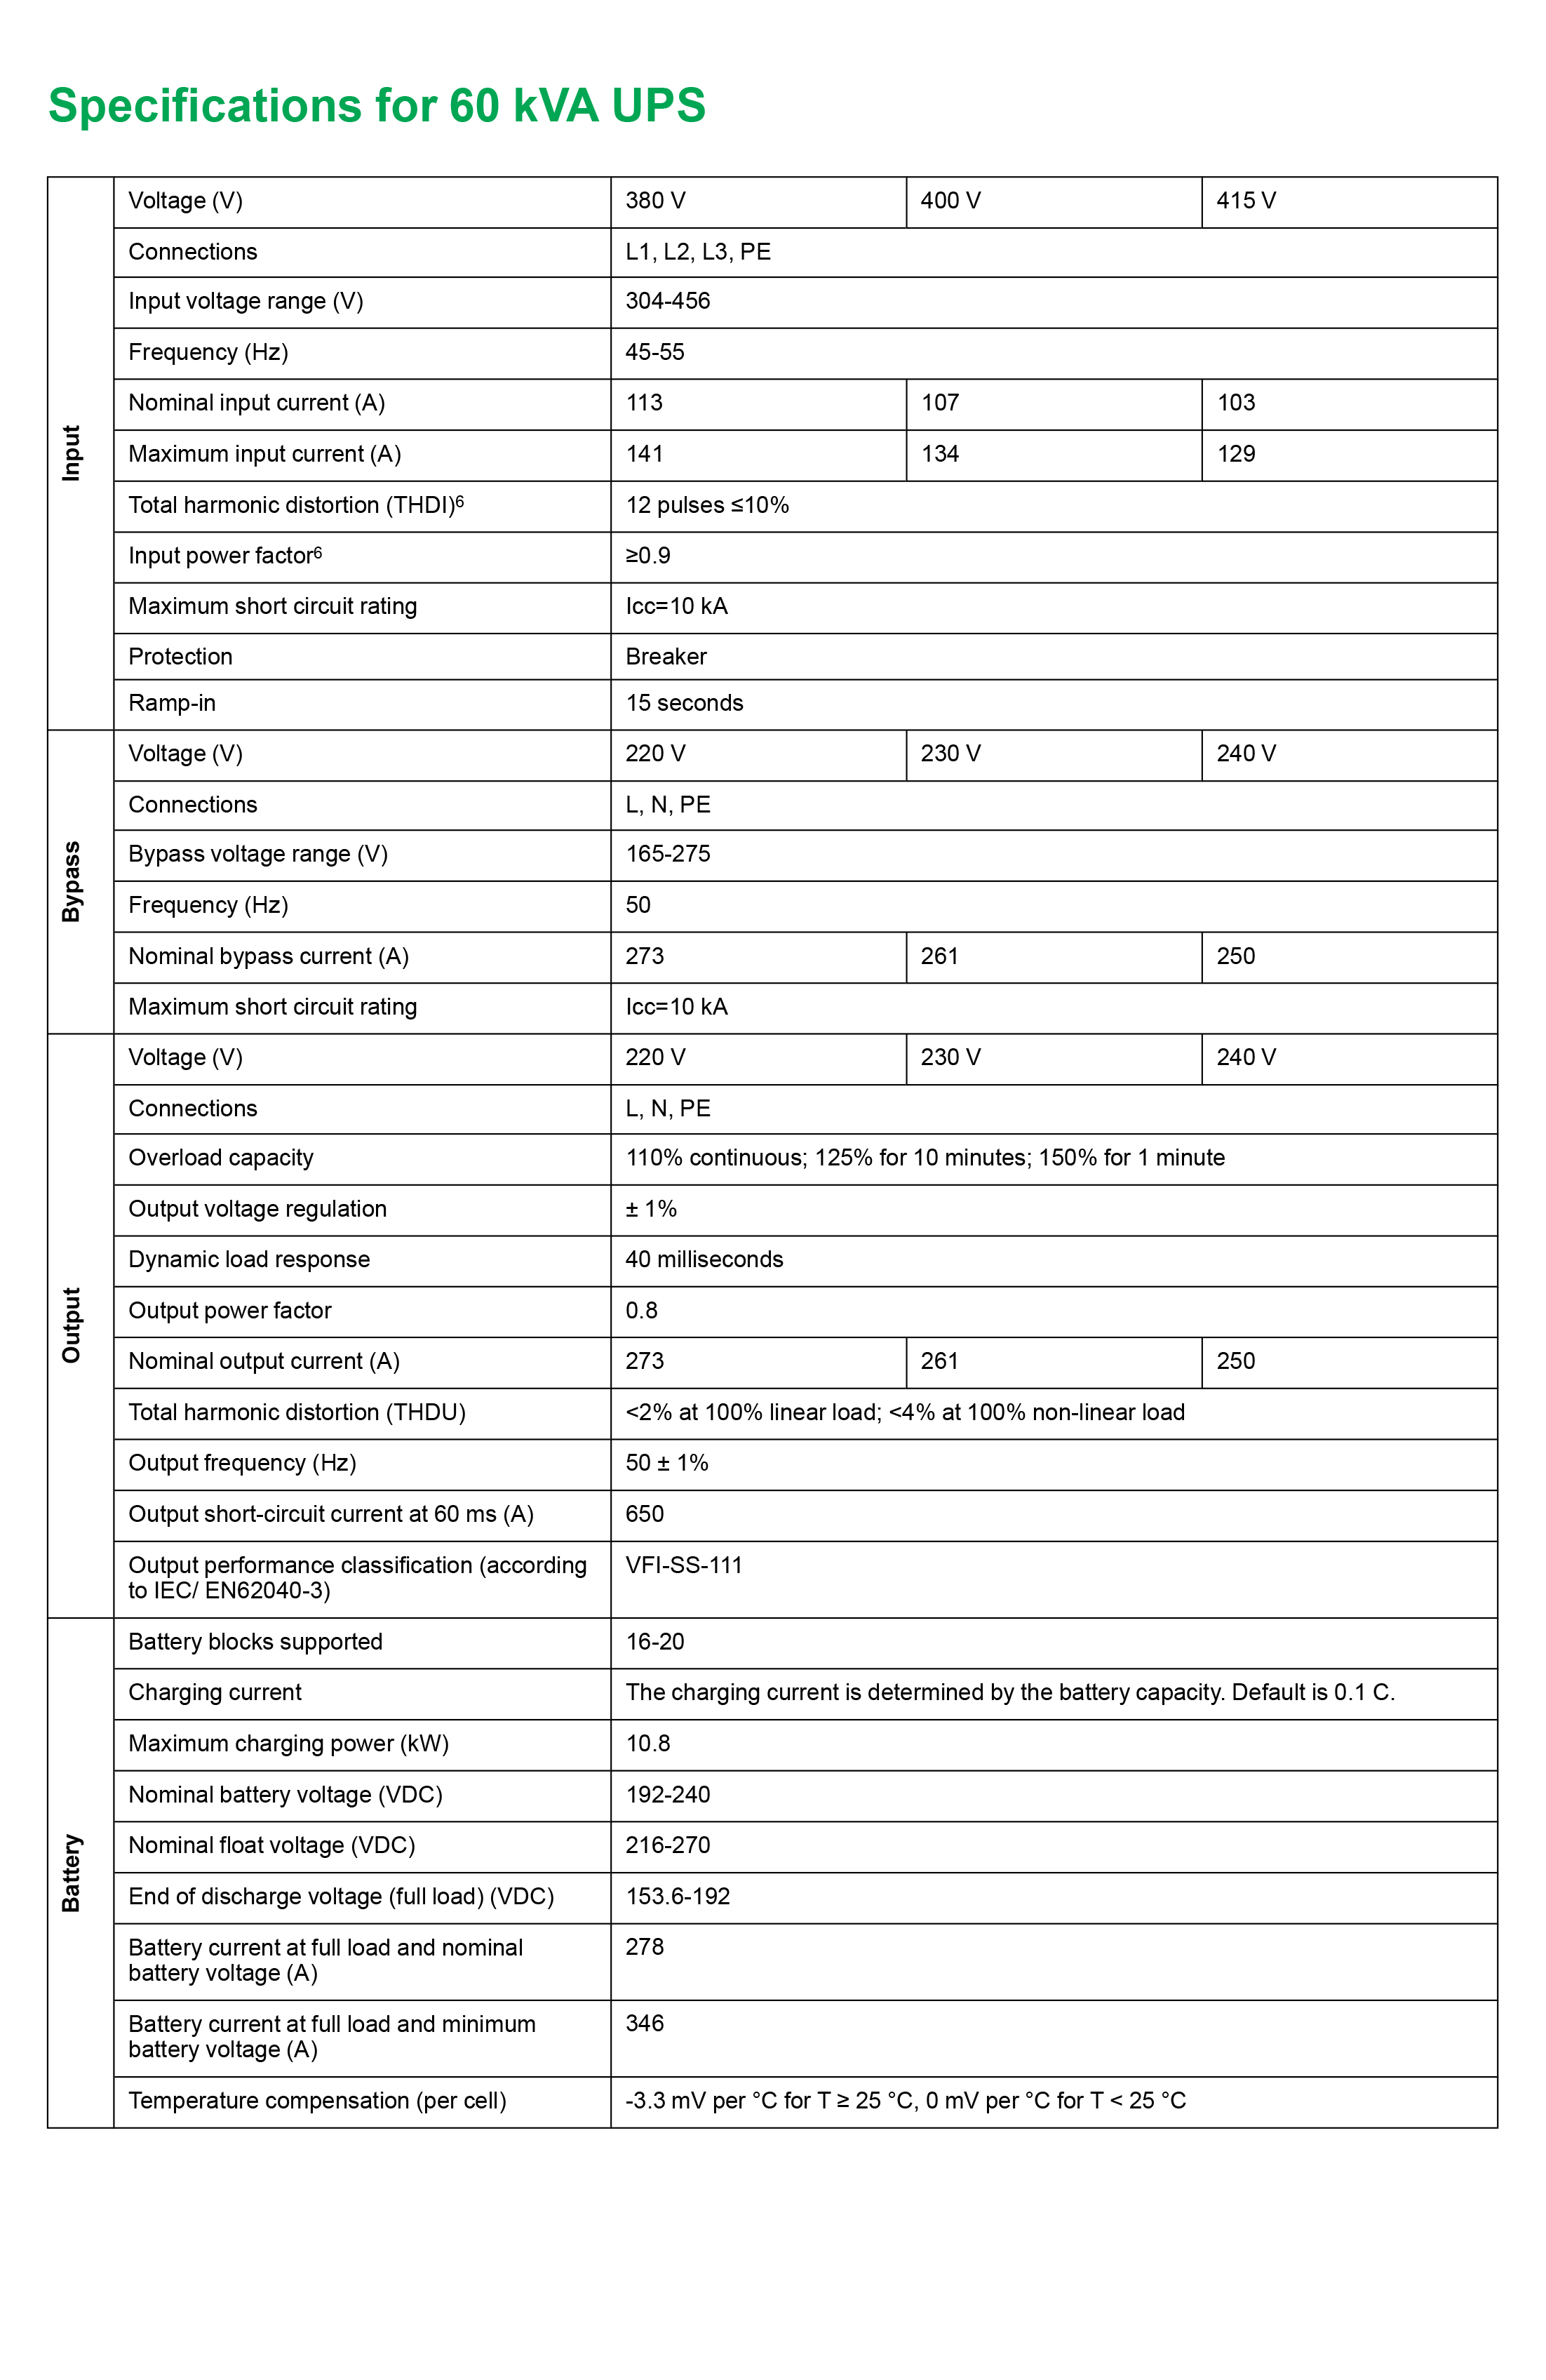 Specifications for 60 kVA UPS
Input
Voltage (V) 380 V 400 V 415 V
Connections L1, L2, L3, PE
Input voltage range (V) 304-456
Frequency (Hz) 45-55
Nominal input current (A) 113 107 103
Maximum input current (A) 141 134 129
Total harmonic distortion (THDI)⁶ 12 pulses ≤10%
Input power factor⁶ ≥0.9
Maximum short circuit rating Icc=10 kA
Protection Breaker
Ramp-in 15 seconds
Bypass
Voltage (V) 220 V 230 V 240 V
Connections L, N, PE
Bypass voltage range (V) 165-275
Frequency (Hz) 50
Nominal bypass current (A) 273 261 250
Maximum short circuit rating Icc=10 kA
Output
Voltage (V) 220 V 230 V 240 V
Connections L, N, PE
Overload capacity 110% continuous; 125% for 10 minutes; 150% for 1 minute
Output voltage regulation ± 1%
Dynamic load response 40 milliseconds
Output power factor 0.8
Nominal output current (A) 273 261 250
Total harmonic distortion (THDU) <2% at 100% linear load; <4% at 100% non-linear load
Output frequency (Hz) 50 ± 1%
Output short-circuit current at 60 ms (A) 650
Output performance classification (according VFI-SS-111
to IEC/ EN62040-3)
Battery
Battery blocks supported 16-20
Charging current The charging current is determined by the battery capacity. Default is 0.1 C.
Maximum charging power (kW) 10.8
Nominal battery voltage (VDC) 192-240
Nominal float voltage (VDC) 216-270
End of discharge voltage (full load) (VDC) 153.6-192
Battery current at full load and nominal 278
battery voltage (A)
Battery current at full load and minimum 346
battery voltage (A)
Temperature compensation (per cell) -3.3 mV per °C for T ≥ 25 °C, 0 mV per °C for T < 25 °C